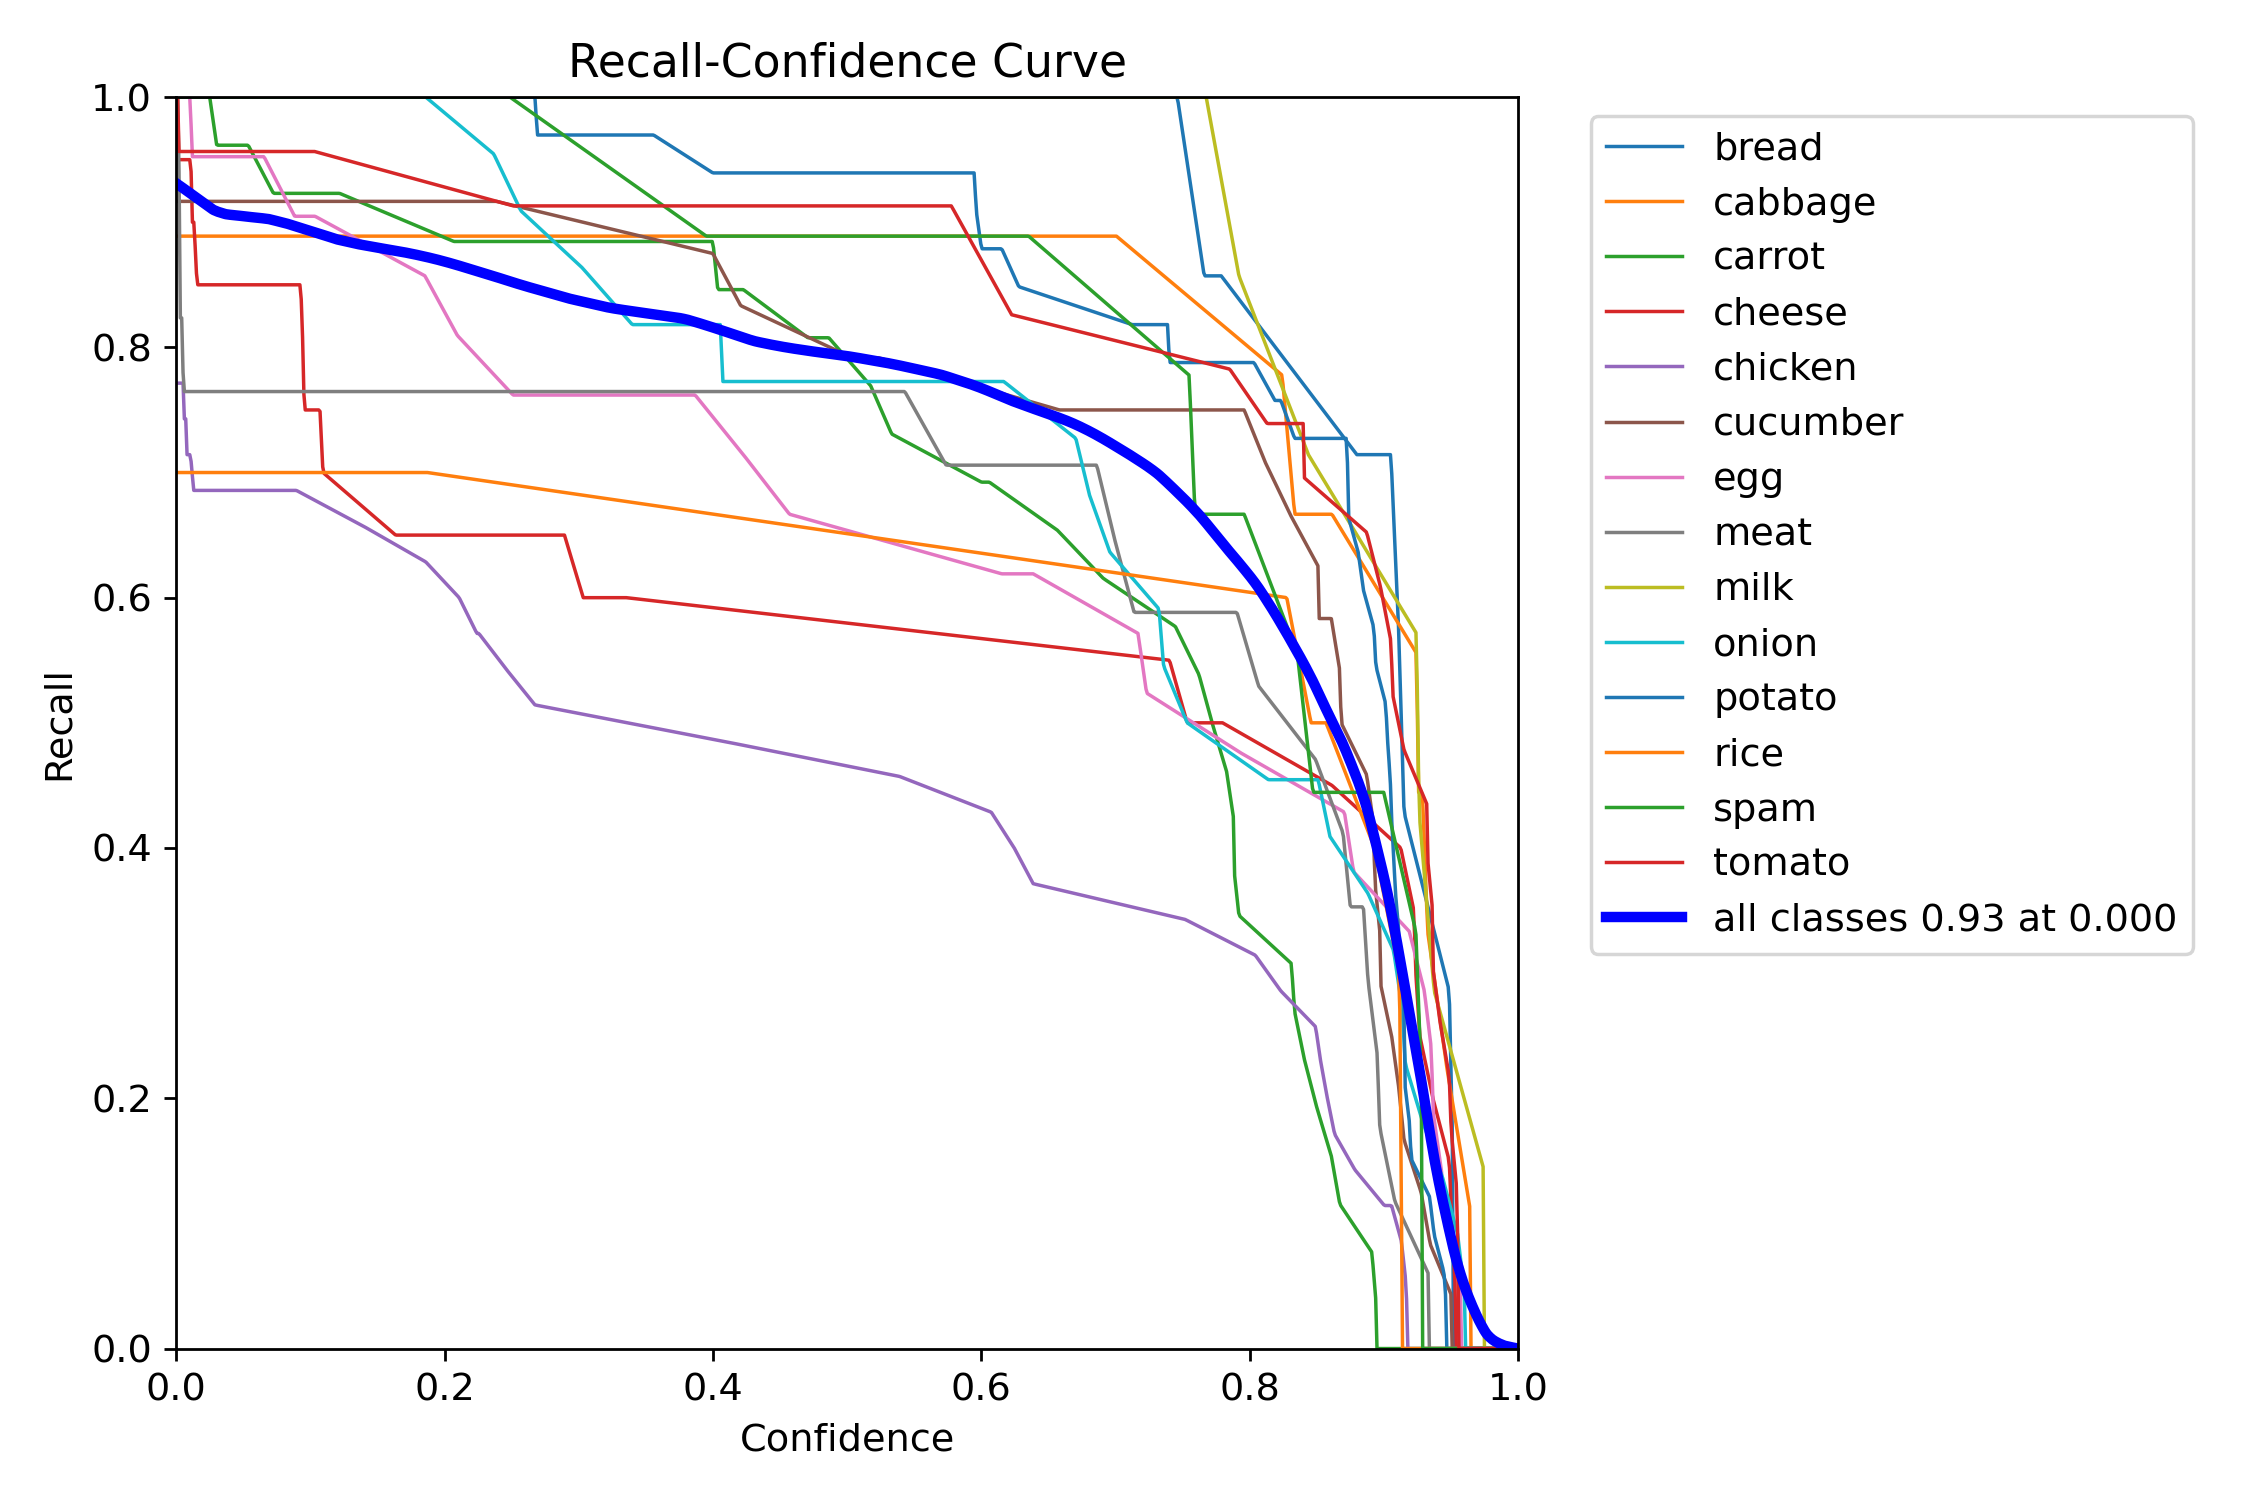 Recall-Confidence Curve
1.0
0.8
0.6
0.4
0.2
0.0
Recall
0.0 0.2 0.4 0.6 0.8 1.0
Confidence
bread
cabbage
carrot
cheese
chicken
cucumber
egg
meat
milk
onion
potato
rice
spam
tomato
all classes 0.93 at 0.000